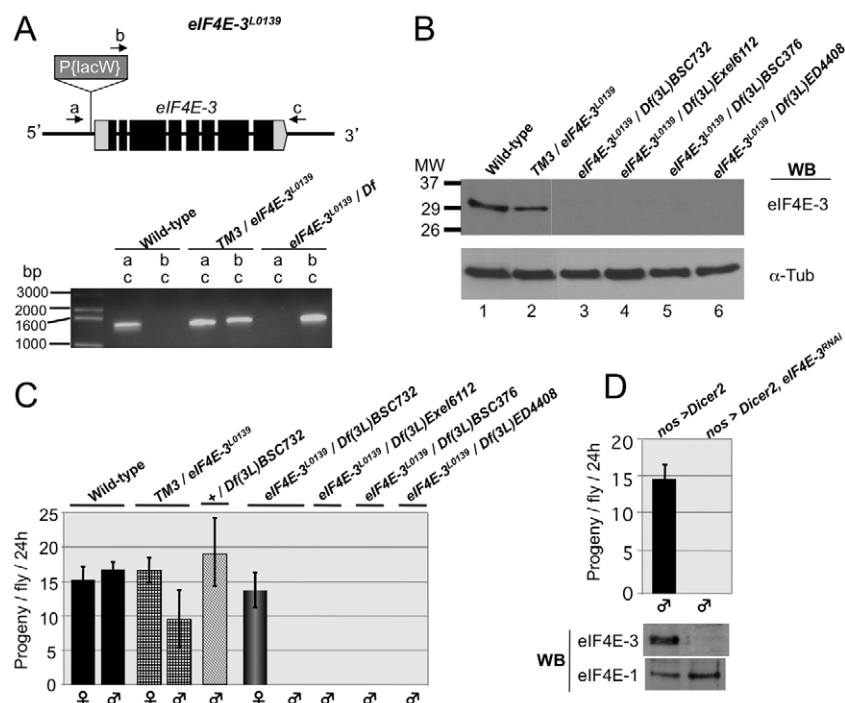 A
eIF4E-3L0139
b
P{lacW}
a
eIF4E-3
c
5’
3’
Wild-type
TM3 / eIF4E-3L0139
eIF4E-3L0139 / Df
a b a b a b
bp c c c c c c
3000
2000
1600
1000
B
Wild-type
TM3 / eIF4E-3L0139
eIF4E-3L0139 / Df(3L)BSC732
eIF4E-3L0139 / Df(3L)Exel6112
eIF4E-3L0139 / Df(3L)BSC376
eIF4E-3L0139 / Df(3L)ED4408
MW
WB
37
29
26
eIF4E-3
α-Tub
1 2 3 4 5 6
C
Wild-type
TM3 / eIF4E-3L0139
+ / Df(3L)BSC732
eIF4E-3L0139 / Df(3L)BSC732
eIF4E-3L0139 / Df(3L)Exel6112
eIF4E-3L0139 / Df(3L)BSC376
eIF4E-3L0139 / Df(3L)ED4408
Progeny / fly / 24h
25
20
15
10
5
0
♀ ♂ ♀ ♂ ♂ ♀ ♂ ♂ ♂ ♂
D
nos >Dicer2
nos > Dicer2, eIF4E-3RNAi
Progeny / fly / 24h
20
15
10
5
0
♂ ♂
WB
eIF4E-3
eIF4E-1